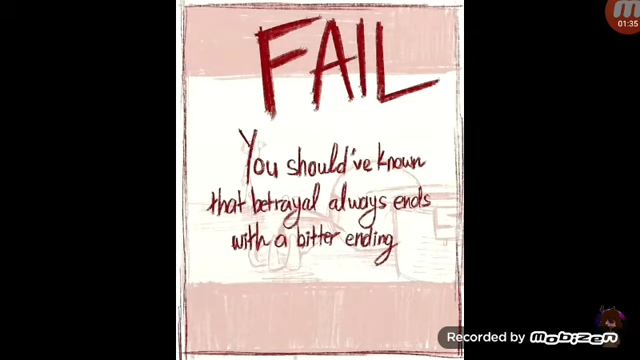 FAIL
You should've known
that betrayal always ends
with a bitter ending
M
01:35
Recorded by mobizen